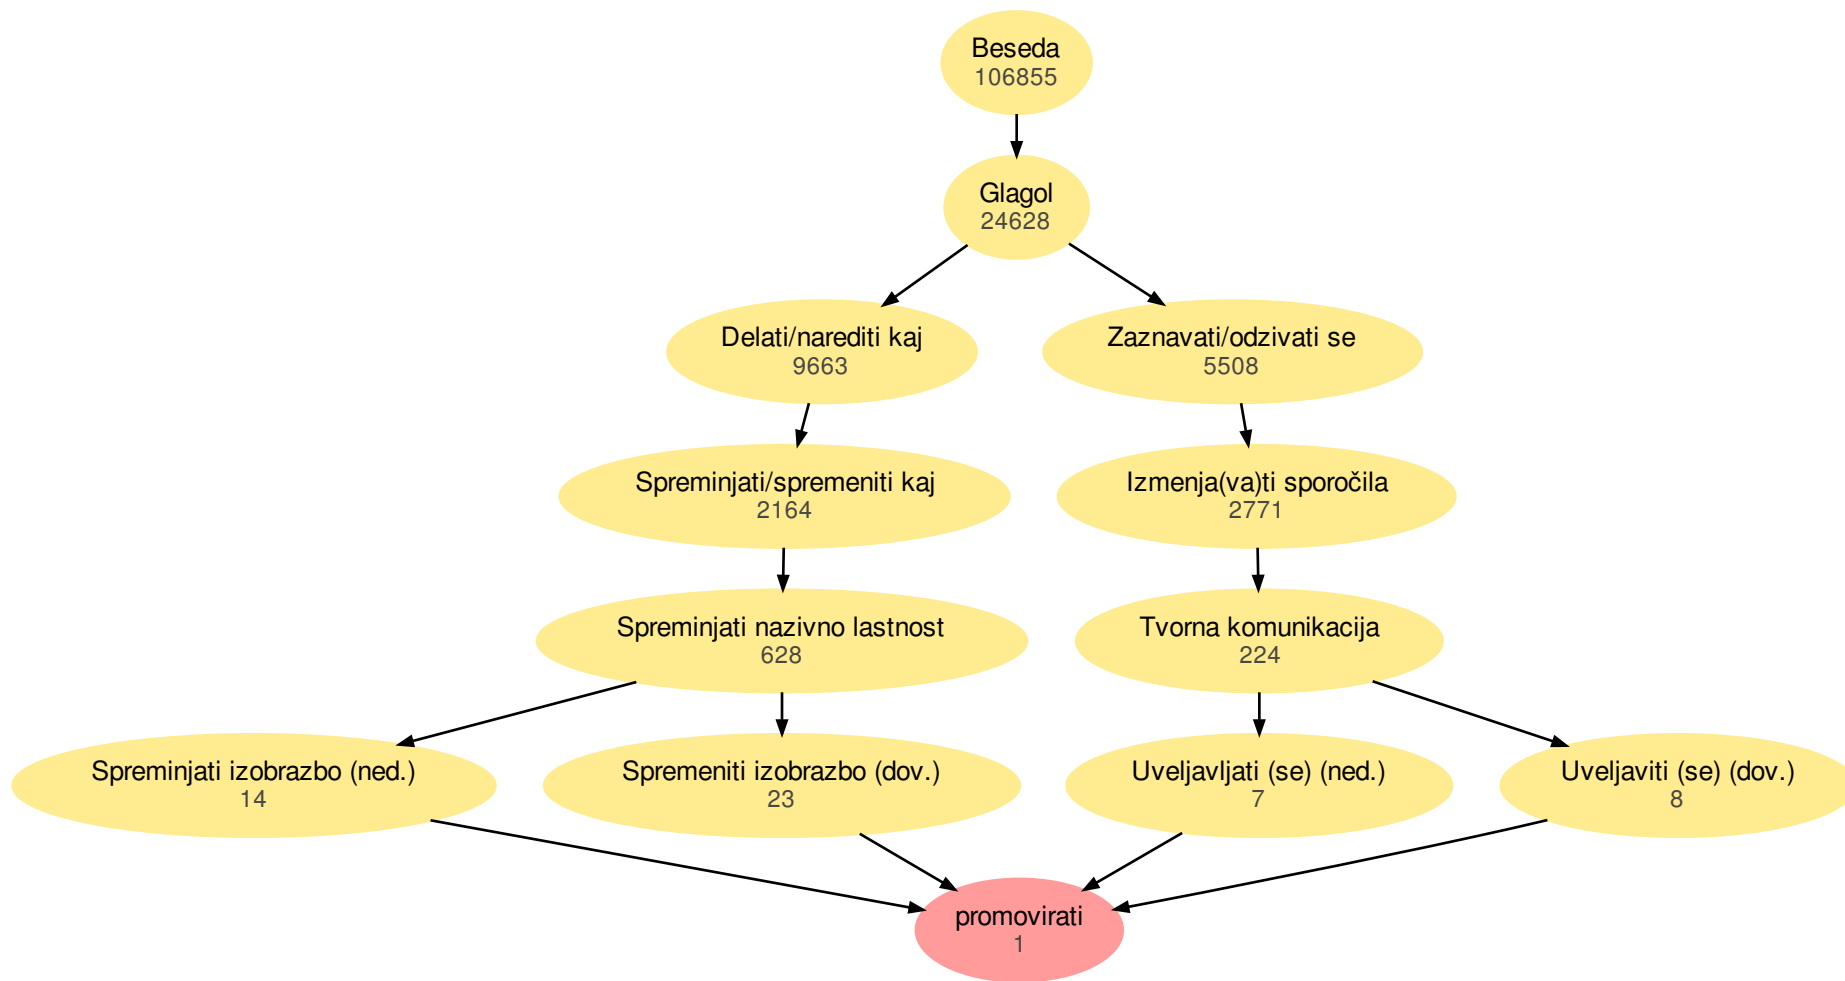 Beseda
106855
Glagol
24628
Delati/narediti kaj
9663
Zaznavati/odzivati se
5508
Spreminjati/spremeniti kaj
2164
Izmenja(va)ti sporočila
2771
Spreminjati nazivno lastnost
628
Tvorna komunikacija
224
Spreminjati izobrazbo (ned.)
14
Spremeniti izobrazbo (dov.)
23
Uveljavljati (se) (ned.)
7
Uveljaviti (se) (dov.)
8
promovirati
1